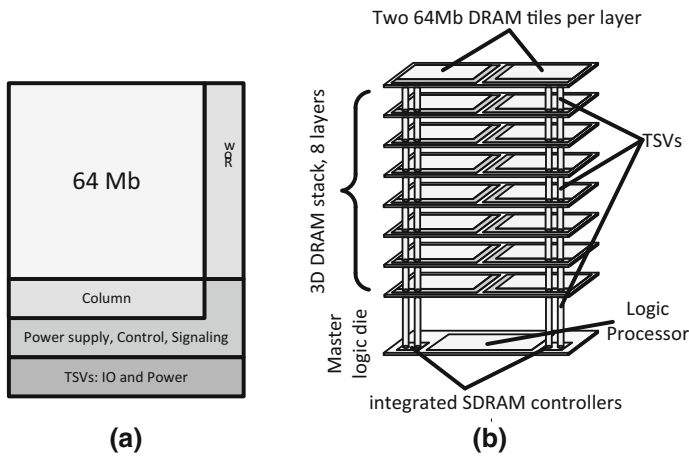 64 Mb
Row
Column
Power supply, Control, Signaling
TSVs: IO and Power
(a)
Two 64Mb DRAM tiles per layer
3D DRAM stack, 8 layers
TSVs
Master
logic die
Logic
Processor
integrated SDRAM controllers
(b)